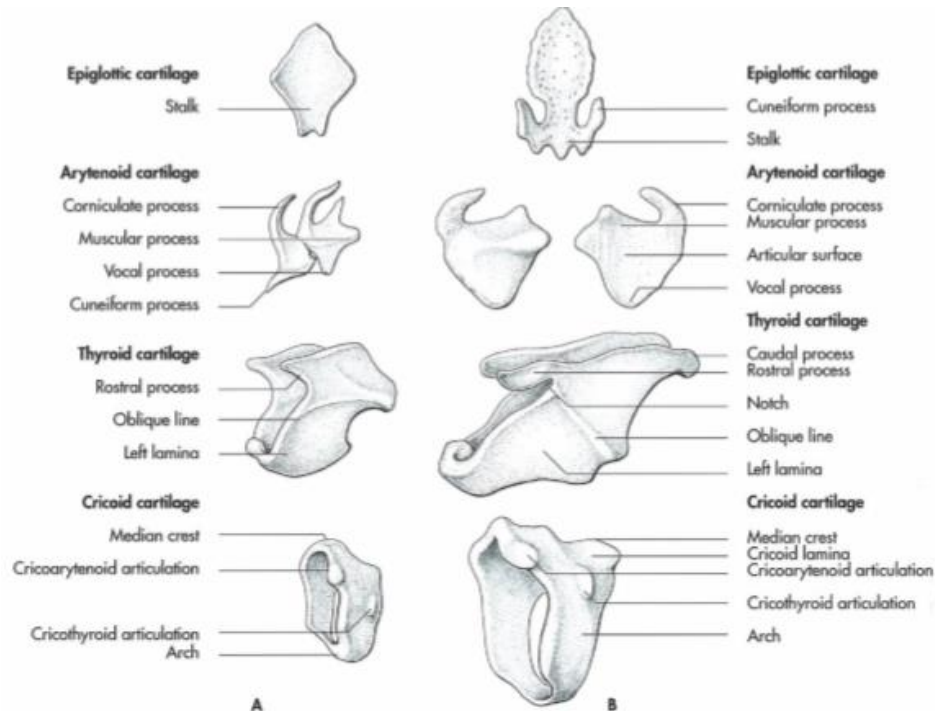 Epiglottic cartilage
Stalk
Arytenoid cartilage
Corniculate process
Muscular process
Vocal process
Cuneiform process
Thyroid cartilage
Rostral process
Oblique line
Left lamina
Cricoid cartilage
Median crest
Cricoarytenoid articulation
Cricothyroid articulation
Arch
A
Epiglottic cartilage
Cuneiform process
Stalk
Arytenoid cartilage
Corniculate process
Muscular process
Articular surface
Vocal process
Thyroid cartilage
Caudal process
Rostral process
Notch
Oblique line
Left lamina
Cricoid cartilage
Median crest
Cricoid lamina
Cricoarytenoid articulation
Cricothyroid articulation
Arch
B